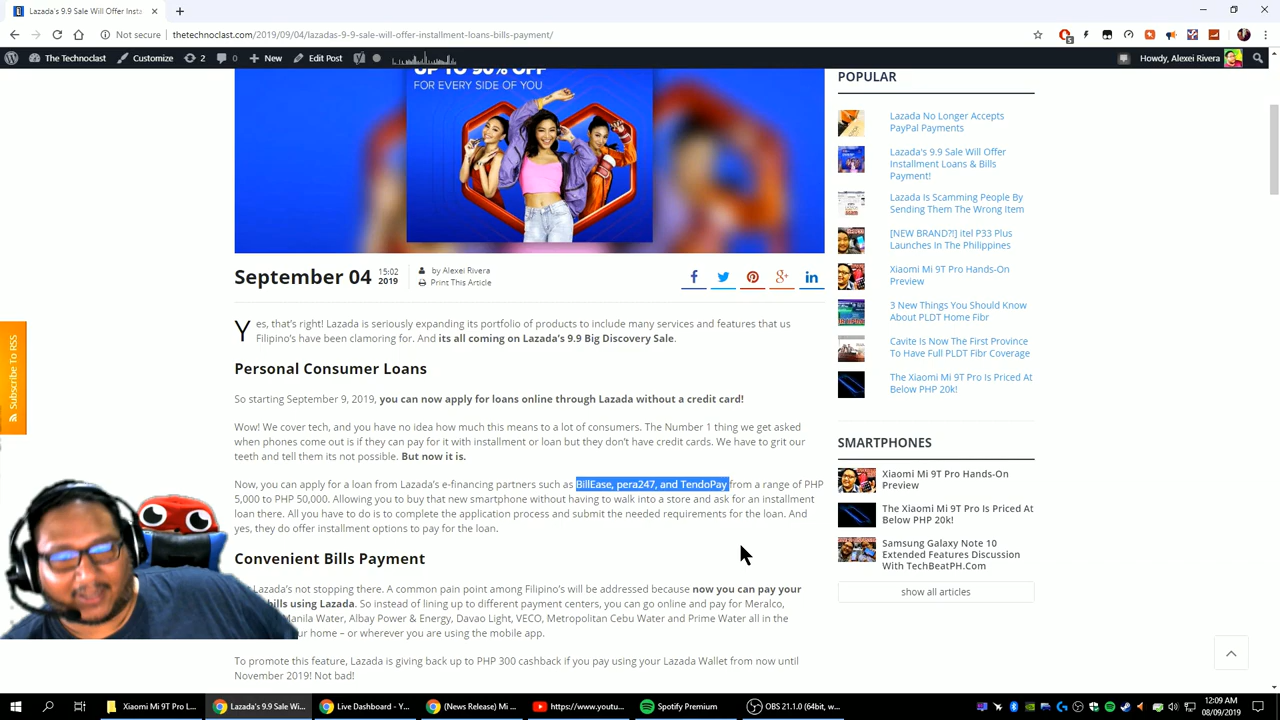 Lazada's 9.9 Sale Will Offer Insta
Not secure | thetechnoclast.com/2019/09/04/lazadas-9-9-sale-will-offer-installment-loans-bills-payment/
The Technoclast Customize 2 0 New Edit Post Howdy, Alexei Rivera
UP TO 90% OFF
FOR EVERY SIDE OF YOU
September 04 15:02 2019
by Alexei Rivera
Print This Article
Yes, that's right! Lazada is seriously expanding its portfolio of products to include many services and features that us
Filipino's have been clamoring for. And its all coming on Lazada's 9.9 Big Discovery Sale.
Personal Consumer Loans
So starting September 9, 2019, you can now apply for loans online through Lazada without a credit card!
Wow! We cover tech, and you have no idea how much this means to a lot of consumers. The Number 1 thing we get asked
when phones come out is if they can pay for it with installment or loan but they don't have credit cards. We have to grit our
teeth and tell them its not possible. But now it is.
Now, you can apply for a loan from Lazada's e-financing partners such as BillEase, pera247, and TendoPay from a range of PHP
5,000 to PHP 50,000. Allowing you to buy that new smartphone without having to walk into a store and ask for an installment
loan there. All you have to do is to complete the application process and submit the needed requirements for the loan. And
yes, they do offer installment options to pay for the loan.
Convenient Bills Payment
Lazada's not stopping there. A common pain point among Filipino's will be addressed because now you can pay your
bills using Lazada. So instead of lining up to different payment centers, you can go online and pay for Meralco,
Manila Water, Albay Power & Energy, Davao Light, VECO, Metropolitan Cebu Water and Prime Water all in the
your home – or wherever you are using the mobile app.
To promote this feature, Lazada is giving back up to PHP 300 cashback if you pay using your Lazada Wallet from now until
November 2019! Not bad!
POPULAR
Lazada No Longer Accepts
PayPal Payments
Lazada's 9.9 Sale Will Offer
Installment Loans & Bills
Payment!
Lazada Is Scamming People By
Sending Them The Wrong Item
[NEW BRAND?!] itel P33 Plus
Launches In The Philippines
Xiaomi Mi 9T Pro Hands-On
Preview
3 New Things You Should Know
About PLDT Home Fibr
Cavite Is Now The First Province
To Have Full PLDT Fibr Coverage
The Xiaomi Mi 9T Pro Is Priced At
Below PHP 20k!
SMARTPHONES
Xiaomi Mi 9T Pro Hands-On
Preview
The Xiaomi Mi 9T Pro Is Priced At
Below PHP 20k!
Samsung Galaxy Note 10
Extended Features Discussion
With TechBeatPH.Com
show all articles
Subscribe To RSS
Xiaomi Mi 9T Pro L... Lazada's 9.9 Sale Wi... Live Dashboard - Y... (News Release) Mi ... https://www.youtu... Spotify Premium OBS 21.1.0 (64bit, w...
12:09 AM
08/09/2019